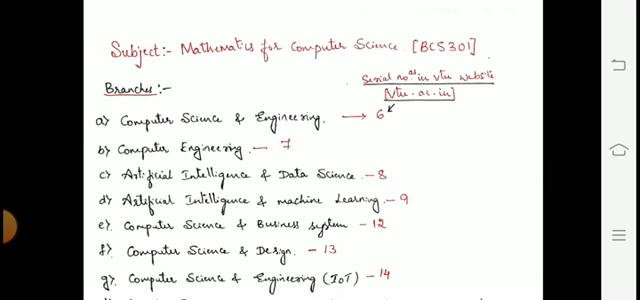 Subject:- Mathematics for Computer Science [BCS301]
Serial no. as in vtu website
[vtu.ac.in]
Branches:-
a) Computer Science & Engineering. → 6
b) Computer Engineering. - 7
c) Artificial Intelligence & Data Science - 8
d) Artificial Intelligence & machine Learning. - 9
e) Computer Science & Business system - 12
f) Computer Science & Design. - 13
g) Computer Science & Engineering (IoT) - 14